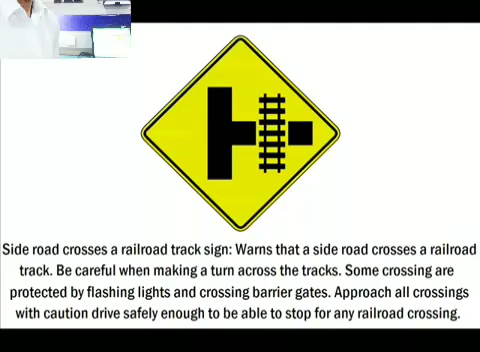 Side road crosses a railroad track sign: Warns that a side road crosses a railroad
track. Be careful when making a turn across the tracks. Some crossing are
protected by flashing lights and crossing barrier gates. Approach all crossings
with caution drive safely enough to be able to stop for any railroad crossing.